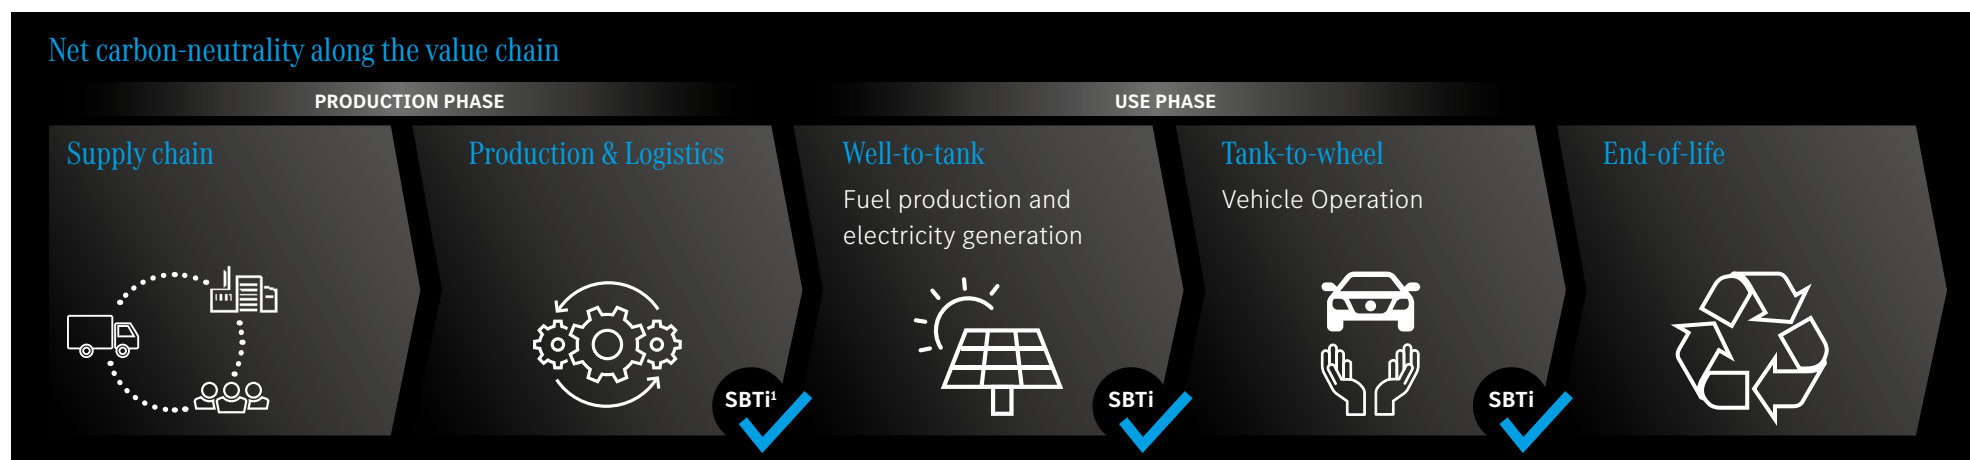 Net carbon-neutrality along the value chain
PRODUCTION PHASE
USE PHASE
Supply chain
Production & Logistics
Well-to-tank
Fuel production and
electricity generation
Tank-to-wheel
Vehicle Operation
End-of-life
SBTi¹
SBTi
SBTi